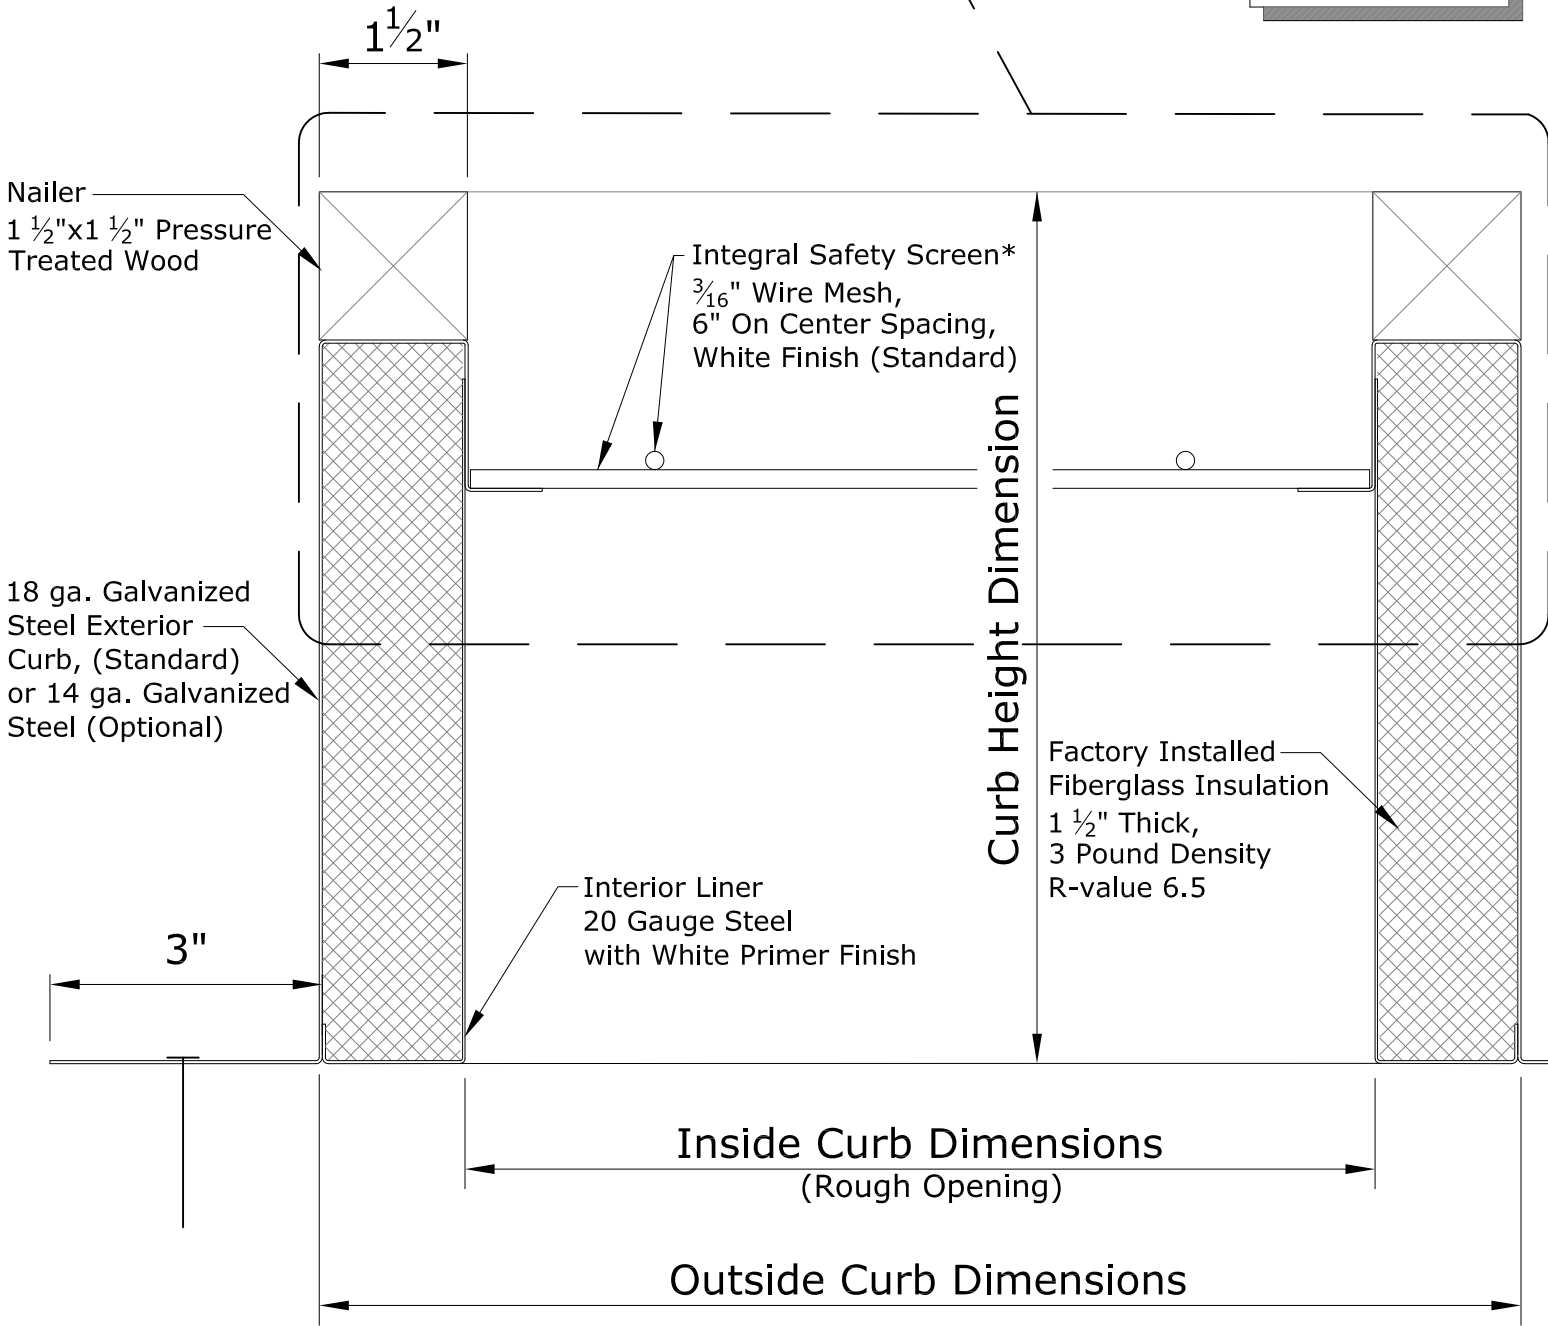 1½"
Nailer
1 ½"x1 ½" Pressure
Treated Wood
Integral Safety Screen*
3⁄16" Wire Mesh,
6" On Center Spacing,
White Finish (Standard)
Curb Height Dimension
18 ga. Galvanized
Steel Exterior
Curb, (Standard)
or 14 ga. Galvanized
Steel (Optional)
Factory Installed
Fiberglass Insulation
1 ½" Thick,
3 Pound Density
R-value 6.5
Interior Liner
20 Gauge Steel
with White Primer Finish
3"
Inside Curb Dimensions
(Rough Opening)
Outside Curb Dimensions